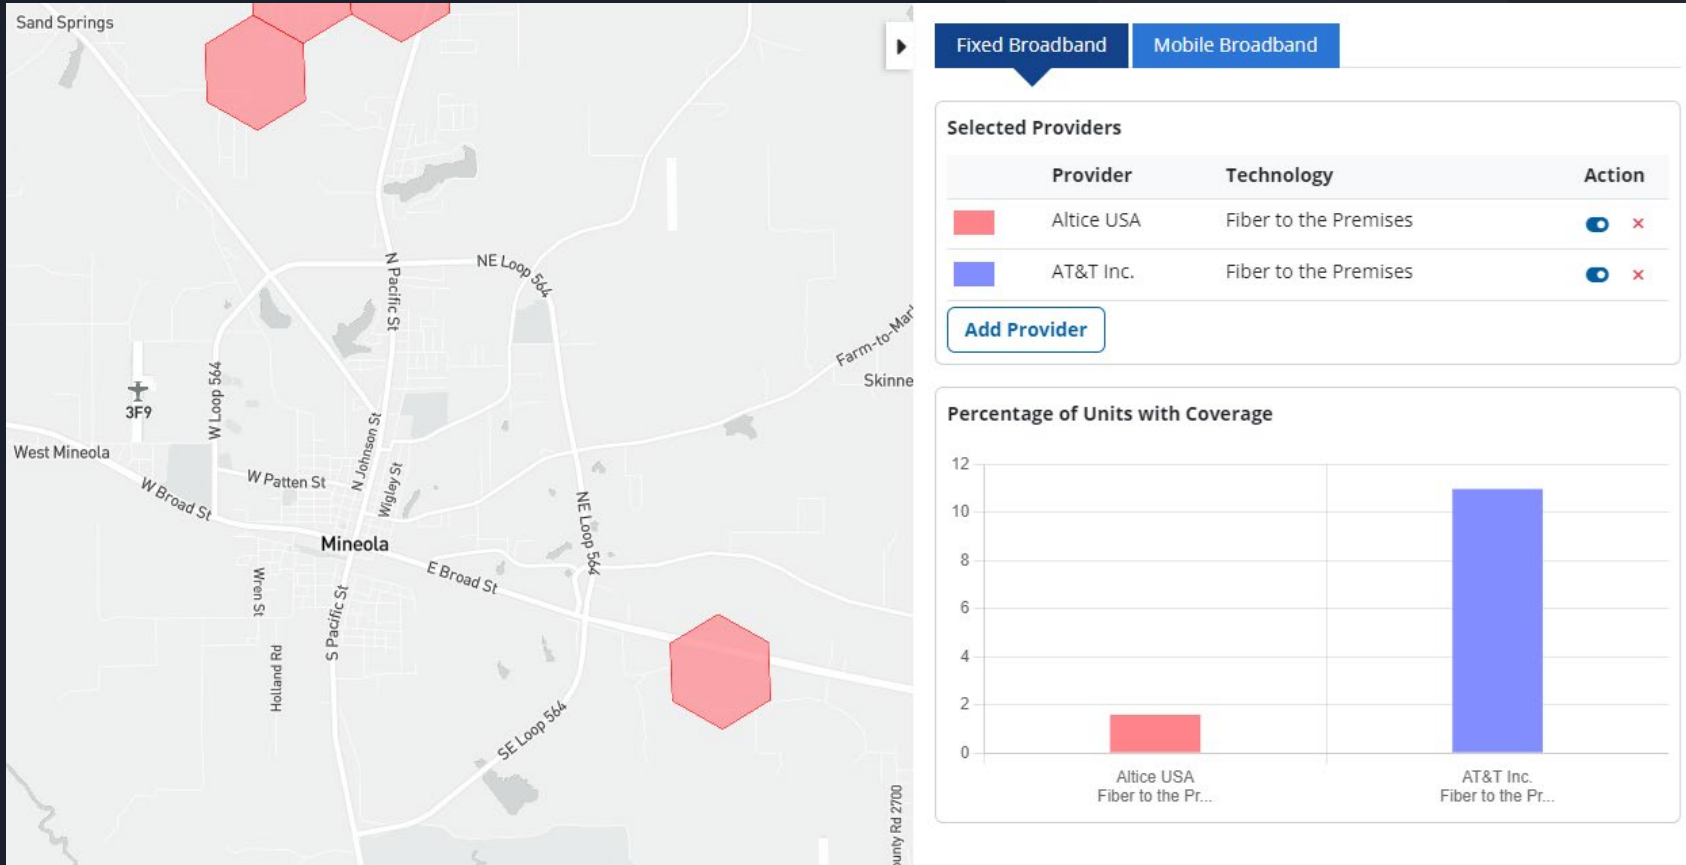 Sand Springs
N Pacific St
NE Loop 564
W Loop 564
3F9
West Mineola
W Broad St
W Patten St
N Johnson St
Wigley St
Mineola
E Broad St
NE Loop 564
Farm-to-Mar
Skinne
Wren St
Holland Rd
S Pacific St
SE Loop 564
unty Rd 2700
Fixed Broadband
Mobile Broadband
Selected Providers
Provider Technology Action
Altice USA Fiber to the Premises
AT&T Inc. Fiber to the Premises
Add Provider
Percentage of Units with Coverage
12
10
8
6
4
2
0
Altice USA
Fiber to the Pr...
AT&T Inc.
Fiber to the Pr...